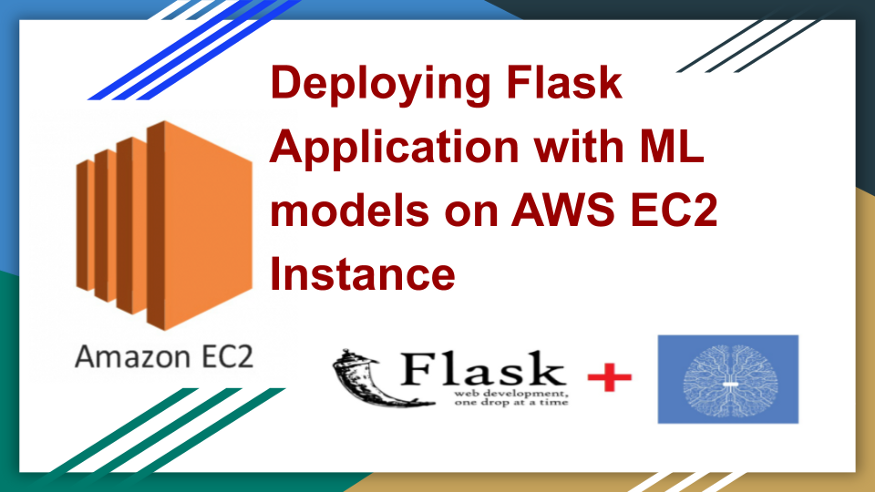 Deploying Flask
Application with ML
models on AWS EC2
Instance
Amazon EC2
Flask
web development,
one drop at a time